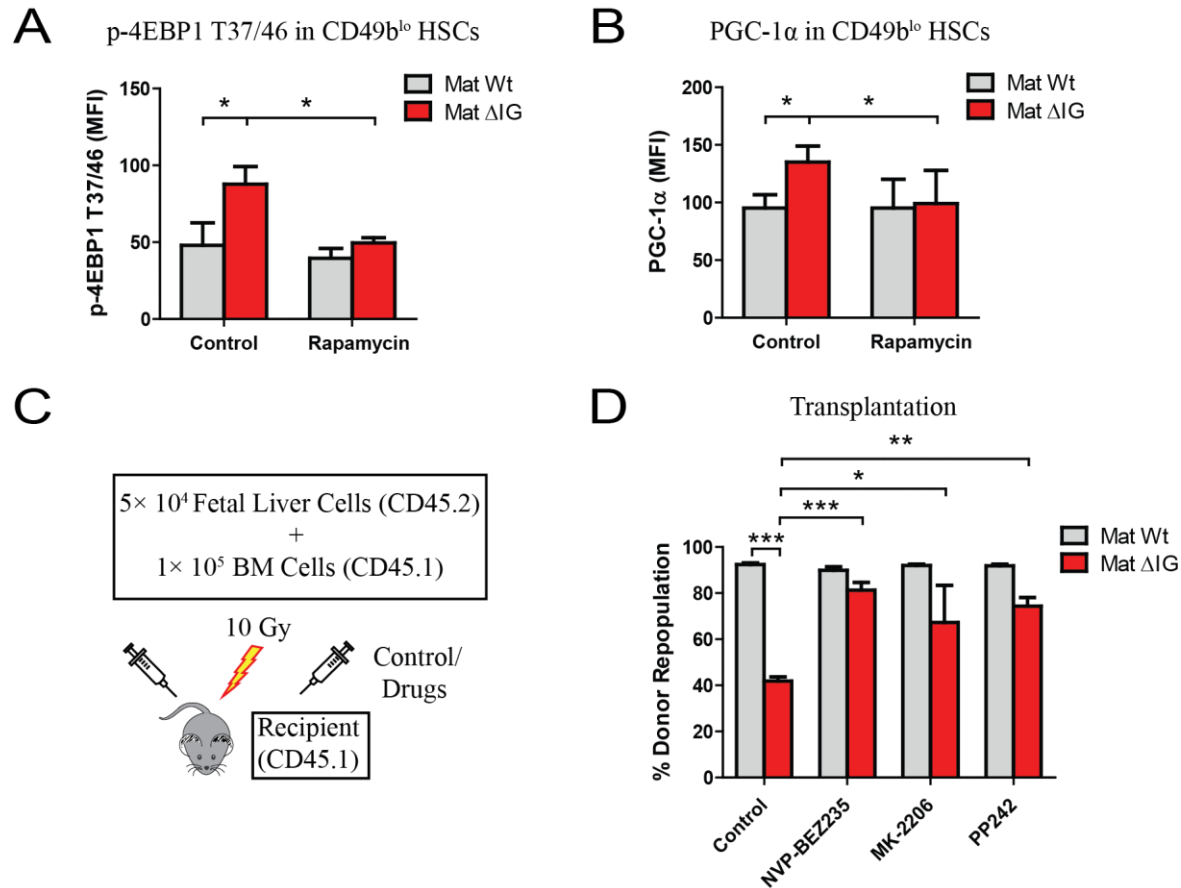 A
p-4EBP1 T37/46 in CD49b^lo HSCs
p-4EBP1 T37/46 (MFI)
150
100
50
0
* *
Mat Wt
Mat ΔIG
Control Rapamycin
B
PGC-1α in CD49b^lo HSCs
PGC-1α (MFI)
200
150
100
50
0
* *
Mat Wt
Mat ΔIG
Control Rapamycin
C
5× 10⁴ Fetal Liver Cells (CD45.2)
+
1× 10⁵ BM Cells (CD45.1)
10 Gy
Control/
Drugs
Recipient
(CD45.1)
D
Transplantation
% Donor Repopulation
100
80
60
40
20
0
**
*
***
***
Mat Wt
Mat ΔIG
Control
NVP-BEZ235
MK-2206
PP242